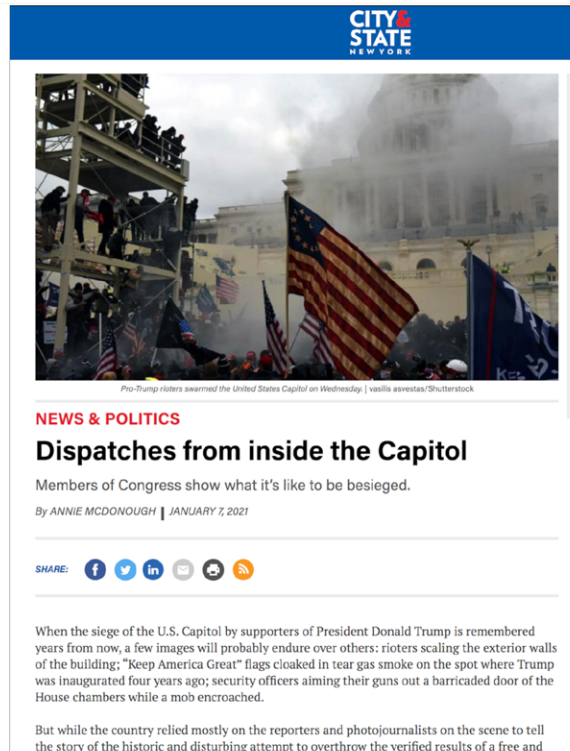 CITY&
STATE
NEW YORK
Pro-Trump rioters swarmed the United States Capitol on Wednesday. | vasilis asvestas/Shutterstock
NEWS & POLITICS
Dispatches from inside the Capitol
Members of Congress show what it's like to be besieged.
By ANNIE MCDONOUGH | JANUARY 7, 2021
SHARE:
When the siege of the U.S. Capitol by supporters of President Donald Trump is remembered
years from now, a few images will probably endure over others: rioters scaling the exterior walls
of the building; “Keep America Great” flags cloaked in tear gas smoke on the spot where Trump
was inaugurated four years ago; security officers aiming their guns out a barricaded door of the
House chambers while a mob encroached.
But while the country relied mostly on the reporters and photojournalists on the scene to tell
the story of the historic and disturbing attempt to overthrow the verified results of a free and